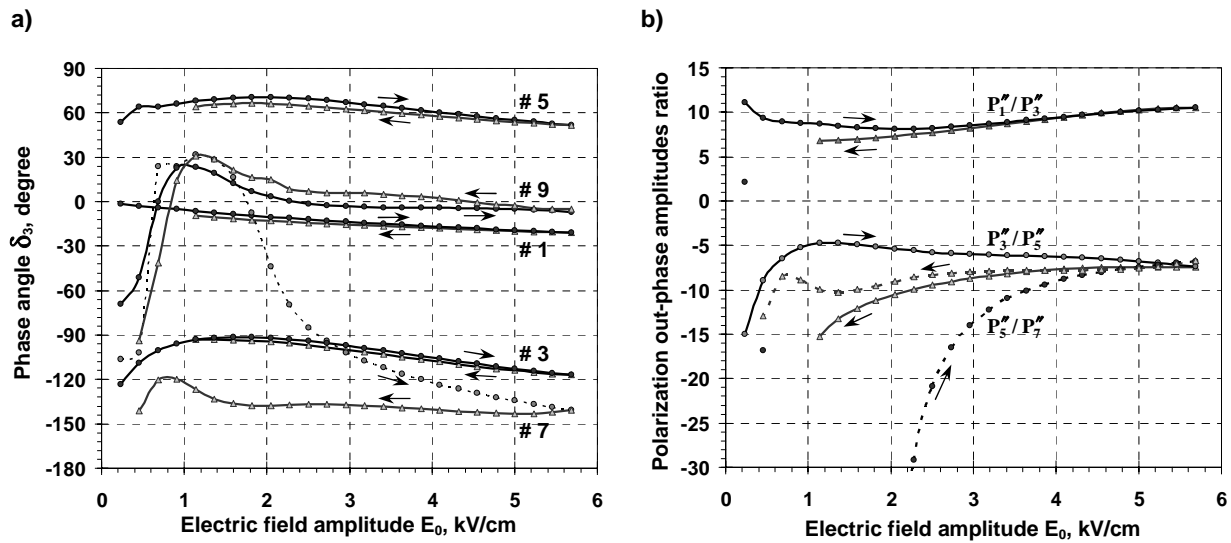 a)
Phase angle δ₃, degree
90
60
30
0
-30
-60
-90
-120
-150
-180
# 5
# 9
# 1
# 3
# 7
0 1 2 3 4 5 6
Electric field amplitude E₀, kV/cm
b)
Polarization out-phase amplitudes ratio
15
10
5
0
-5
-10
-15
-20
-25
-30
P₁″/P₃″
P₃″/P₅″
P₅″/P₇″
0 1 2 3 4 5 6
Electric field amplitude E₀, kV/cm